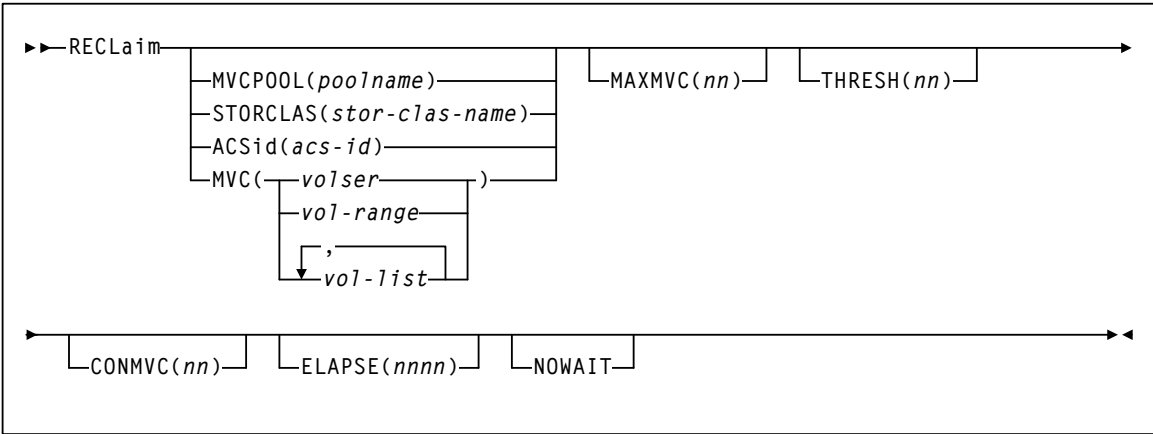 RECLaim
MVCPOOL(poolname)
MAXMVC(nn)
THRESH(nn)
STORCLAS(stor-clas-name)
ACSid(acs-id)
MVC(
volser
)
vol-range
,
vol-list
CONMVC(nn)
ELAPSE(nnnn)
NOWAIT